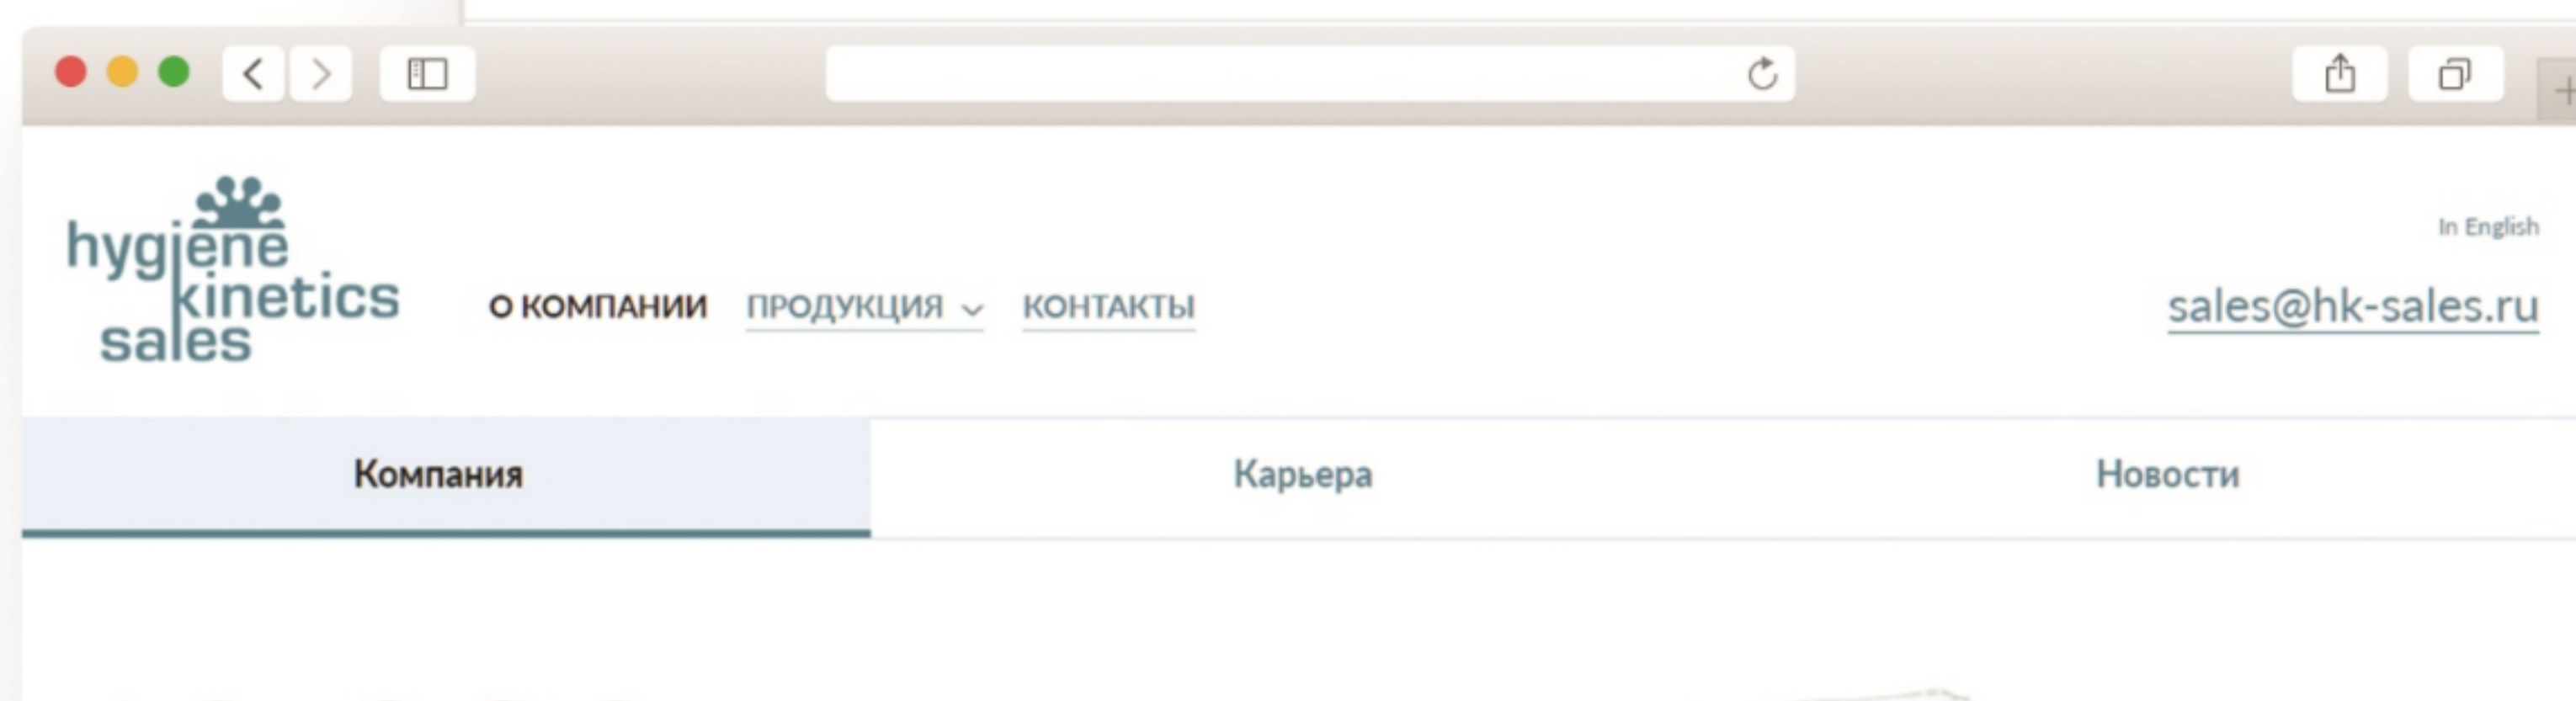 hygiene
kinetics
sales
О КОМПАНИИ ПРОДУКЦИЯ КОНТАКТЫ
In English
sales@hk-sales.ru
Компания Карьера Новости